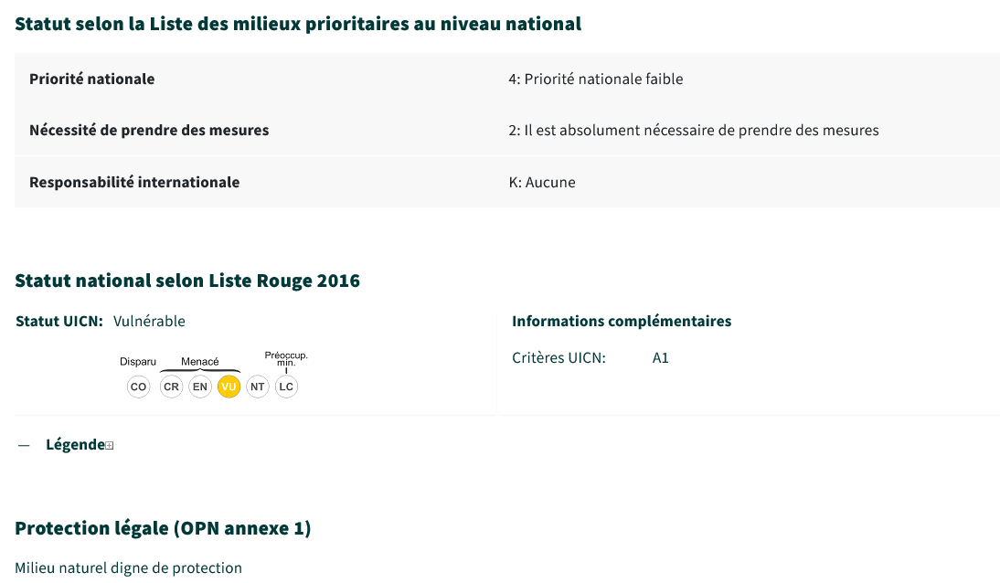 Statut selon la Liste des milieux prioritaires au niveau national
Priorité nationale 4: Priorité nationale faible
Nécessité de prendre des mesures 2: Il est absolument nécessaire de prendre des mesures
Responsabilité internationale K: Aucune
Statut national selon Liste Rouge 2016
Statut UICN: Vulnérable
Disparu Menacé Préoccup. min.
CO CR EN VU NT LC
Informations complémentaires
Critères UICN: A1
— Légende
Protection légale (OPN annexe 1)
Milieu naturel digne de protection